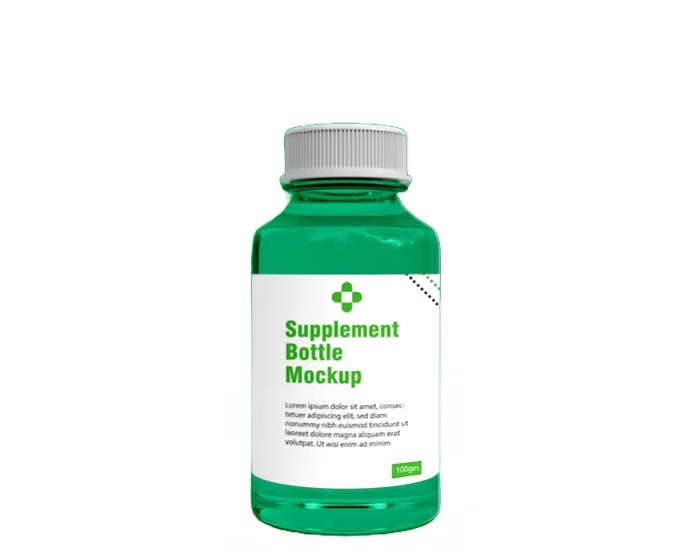 Supplement
Bottle
Mockup
Lorem ipsum dolor sit amet, consec-
tetuer adipiscing elit, sed diam
nonummy nibh euismod tincidunt ut
laoreet dolore magna aliquam erat
volutpat. Ut wisi enim ad minim
100gm